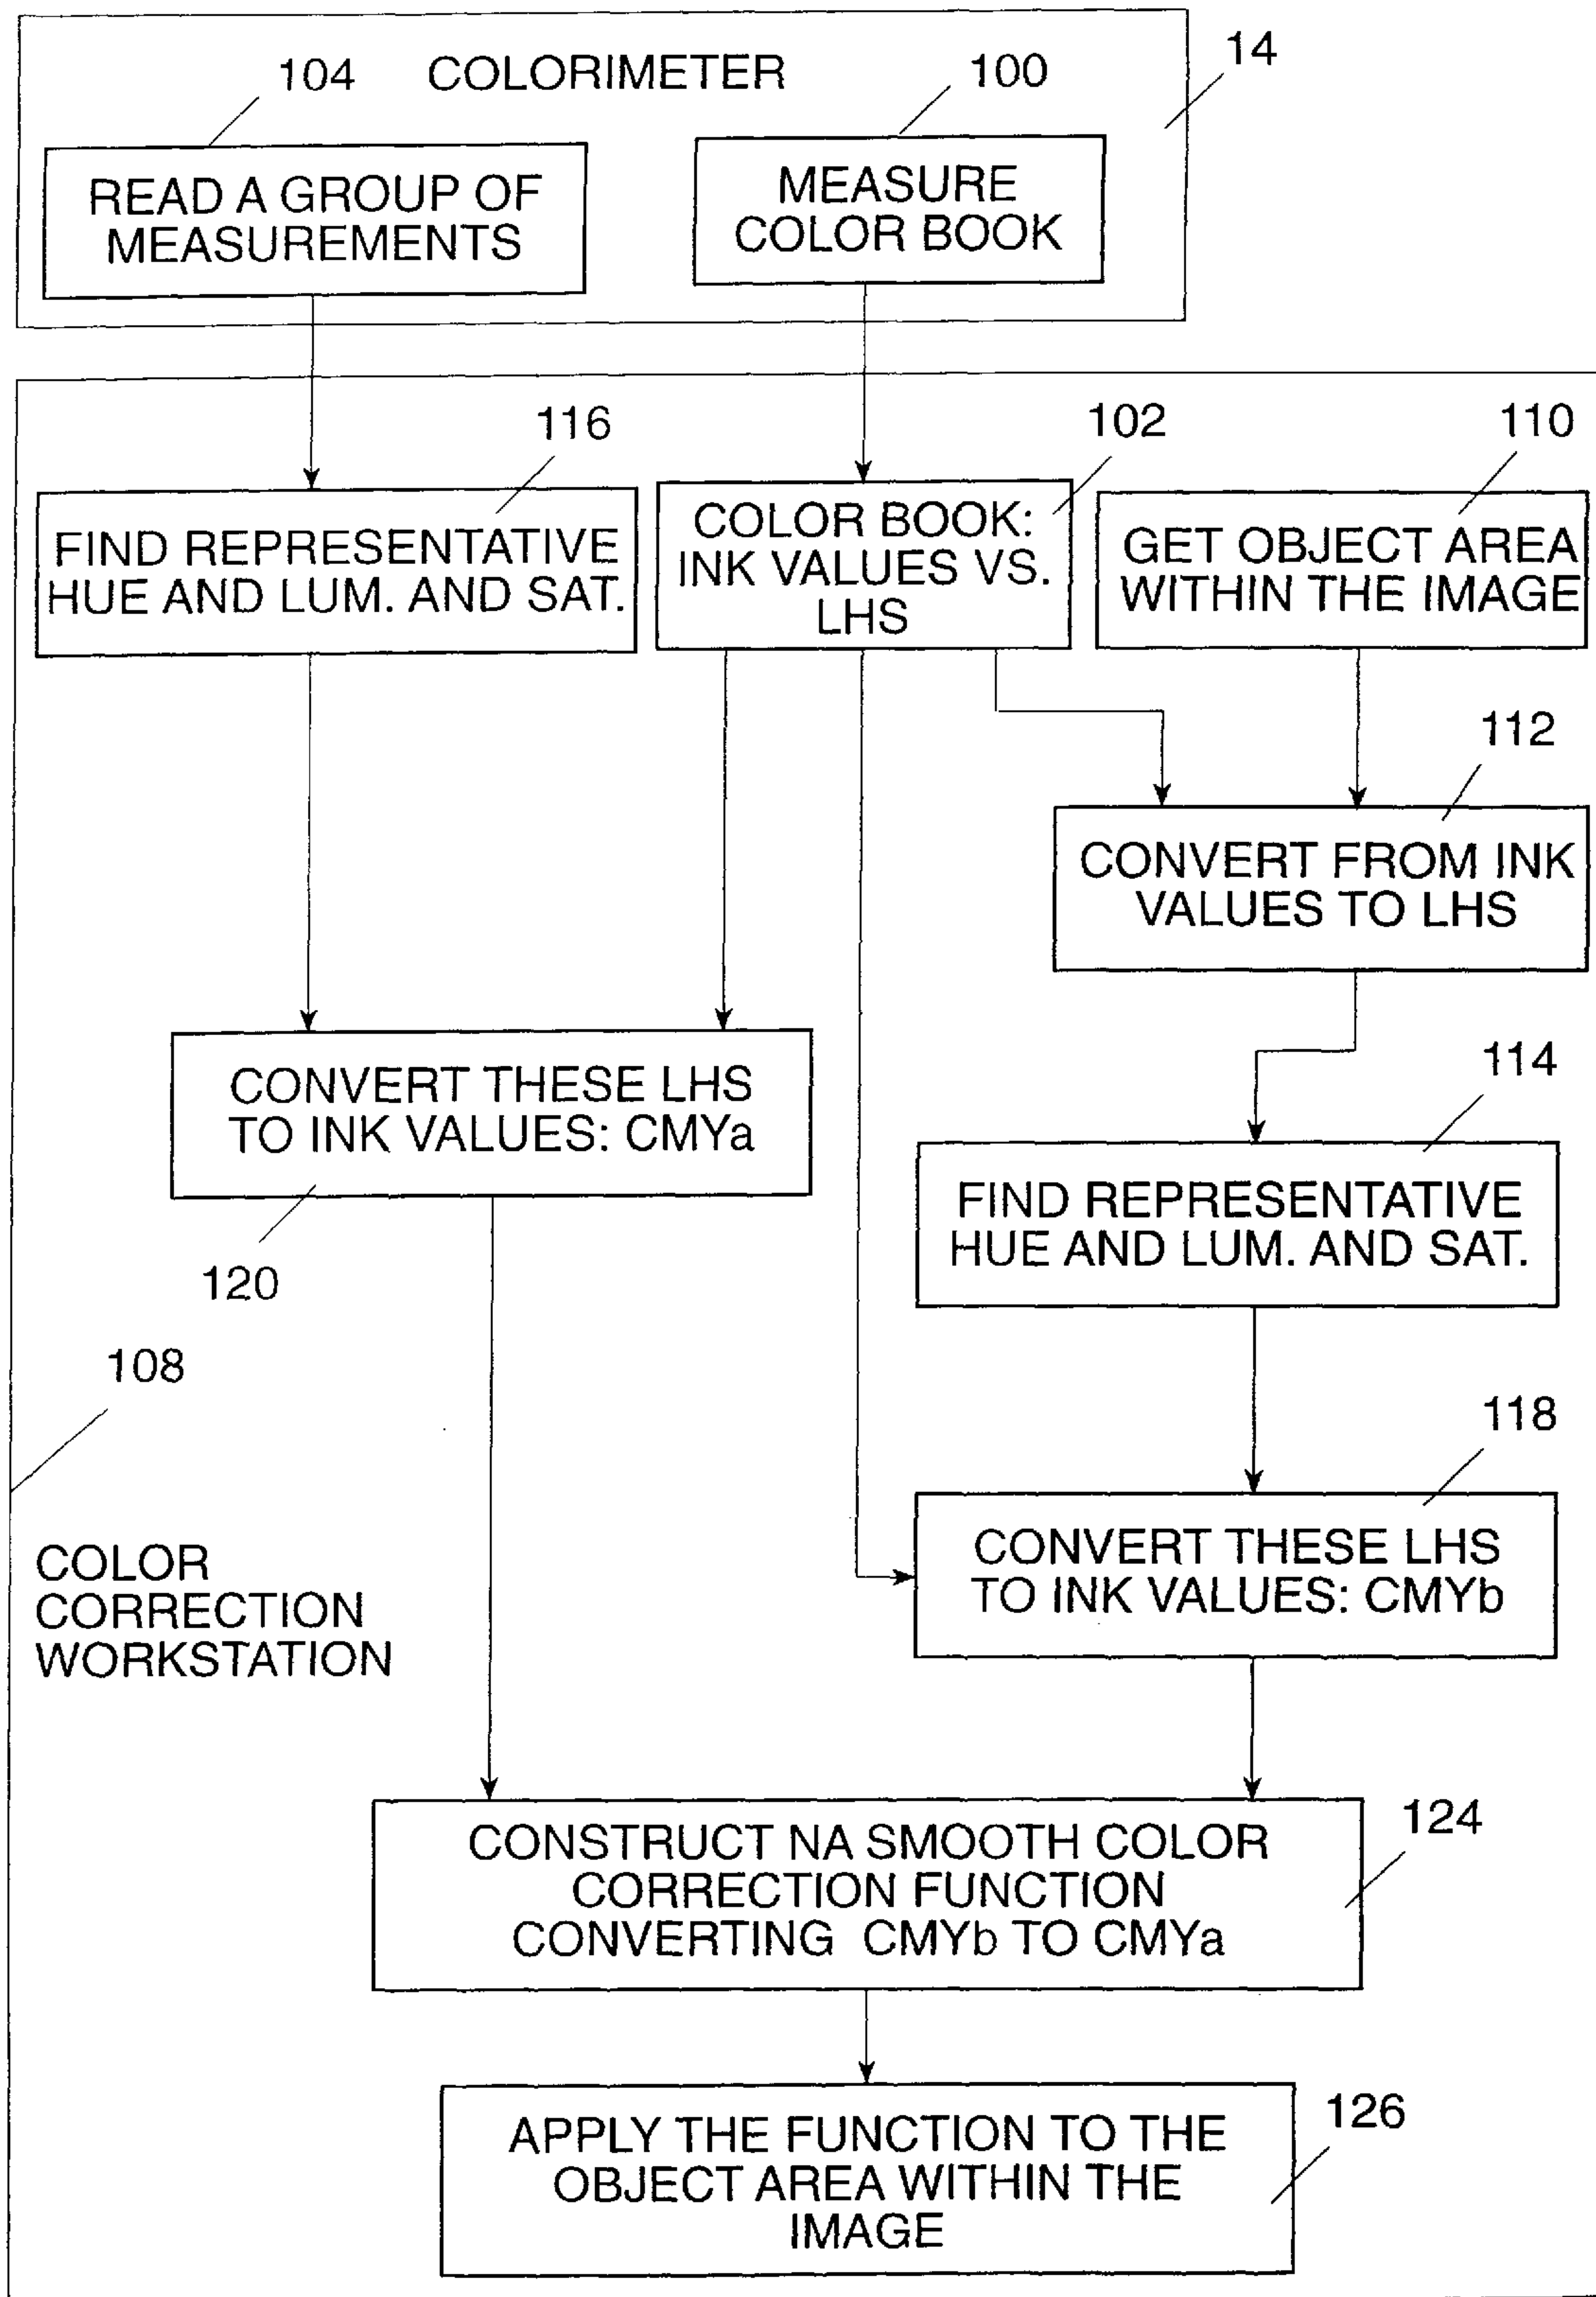 14
104
COLORIMETER
100
READ A GROUP OF
MEASUREMENTS
MEASURE
COLOR BOOK
116
102
110
FIND REPRESENTATIVE
HUE AND LUM. AND SAT.
COLOR BOOK:
INK VALUES VS.
LHS
GET OBJECT AREA
WITHIN THE IMAGE
112
CONVERT FROM INK
VALUES TO LHS
CONVERT THESE LHS
TO INK VALUES: CMYa
120
114
FIND REPRESENTATIVE
HUE AND LUM. AND SAT.
108
118
CONVERT THESE LHS
TO INK VALUES: CMYb
COLOR
CORRECTION
WORKSTATION
124
CONSTRUCT NA SMOOTH COLOR
CORRECTION FUNCTION
CONVERTING CMYb TO CMYa
126
APPLY THE FUNCTION TO THE
OBJECT AREA WITHIN THE
IMAGE